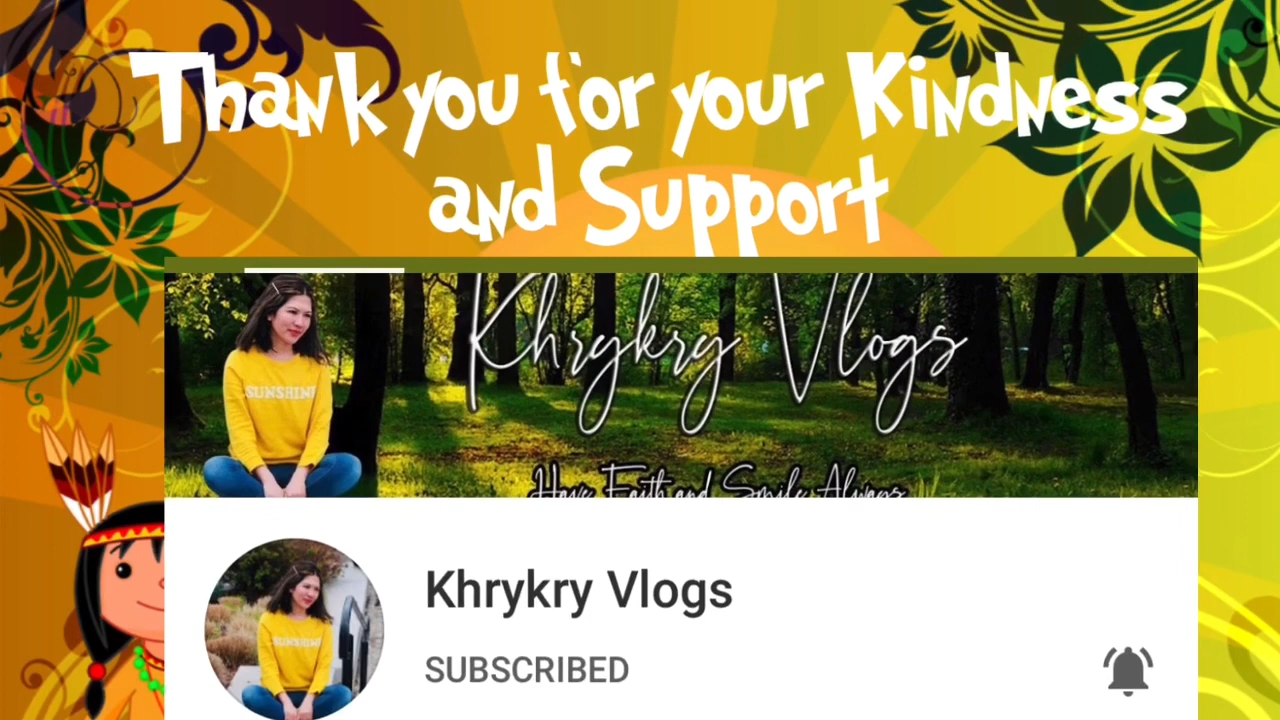 Thank you for your Kindness
and Support
Khrykry Vlogs
SUNSHINE
Have Faith and Smile Always
Khrykry Vlogs
SUNSHINE
SUBSCRIBED